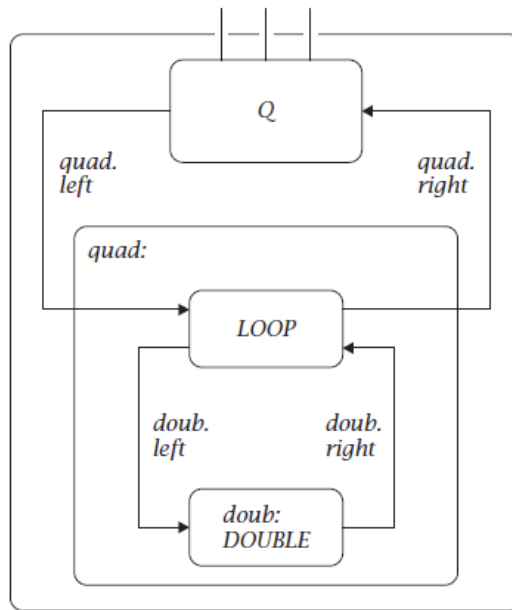 Q
quad.
left
quad.
right
quad:
LOOP
doub.
left
doub.
right
doub:
DOUBLE